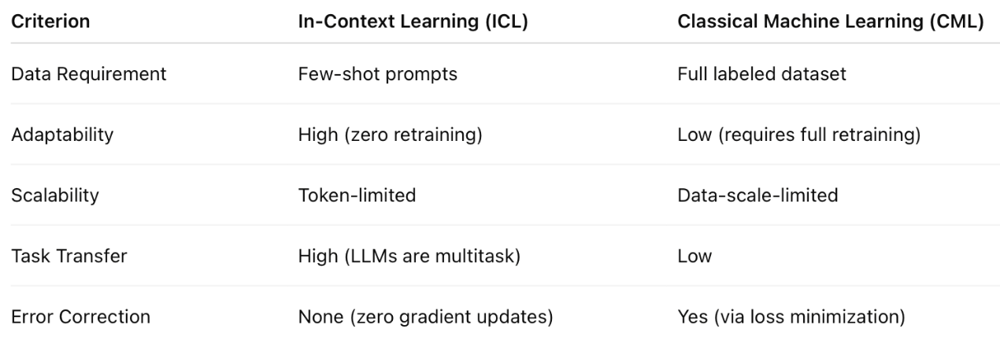 Criterion In-Context Learning (ICL) Classical Machine Learning (CML)
Data Requirement Few-shot prompts Full labeled dataset
Adaptability High (zero retraining) Low (requires full retraining)
Scalability Token-limited Data-scale-limited
Task Transfer High (LLMs are multitask) Low
Error Correction None (zero gradient updates) Yes (via loss minimization)